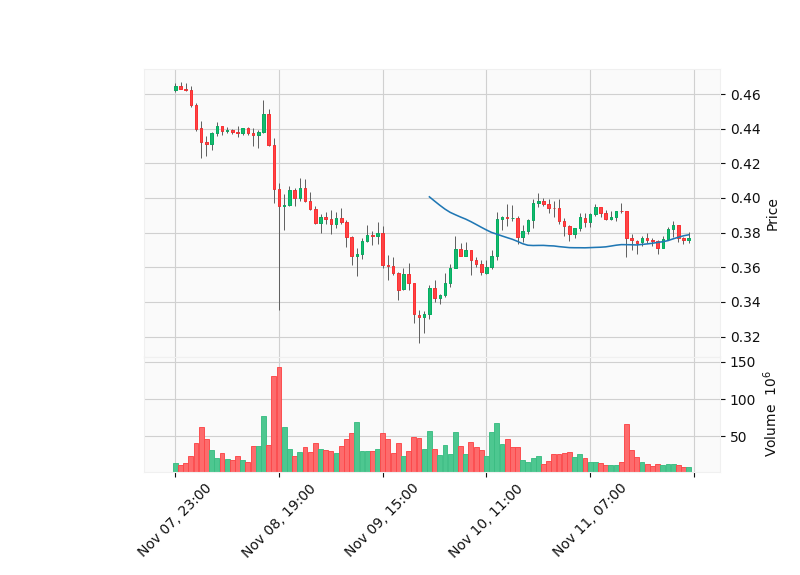 0.46
0.44
0.42
0.40
0.38
0.36
0.34
0.32
Price
150
100
50
Volume 10⁶
Nov 07, 23:00
Nov 08, 19:00
Nov 09, 15:00
Nov 10, 11:00
Nov 11, 07:00